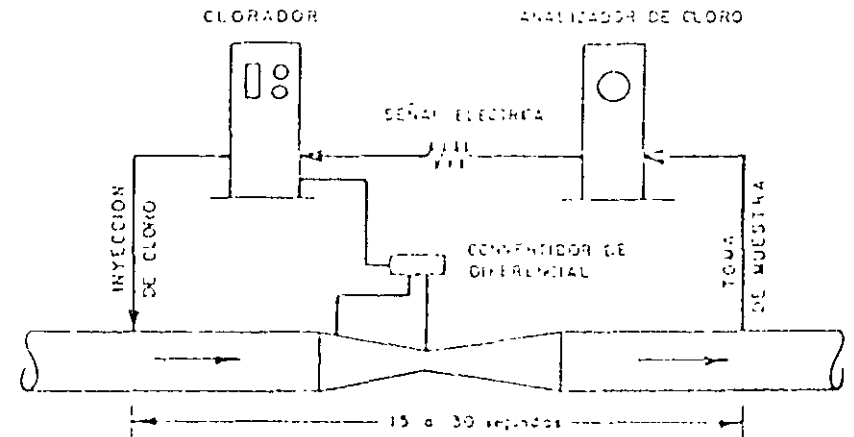 CLORADOR
ANALIZADOR DE CLORO
SEÑAL ELECTRICA
INYECCION
DE CLORO
CONVERTIDOR DE
DIFERENCIAL
TOMA
DE MUESTRA
15 a 30 segundos